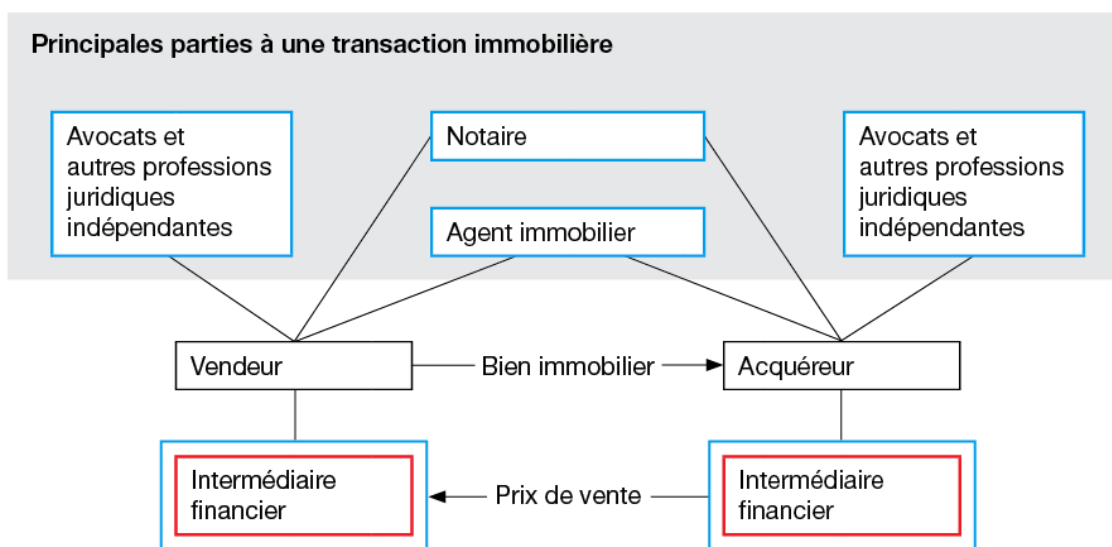 Principales parties à une transaction immobilière
Avocats et
autres professions
juridiques
indépendantes
Notaire
Agent immobilier
Avocats et
autres professions
juridiques
indépendantes
Vendeur
Bien immobilier
Acquéreur
Intermédiaire
financier
Prix de vente
Intermédiaire
financier